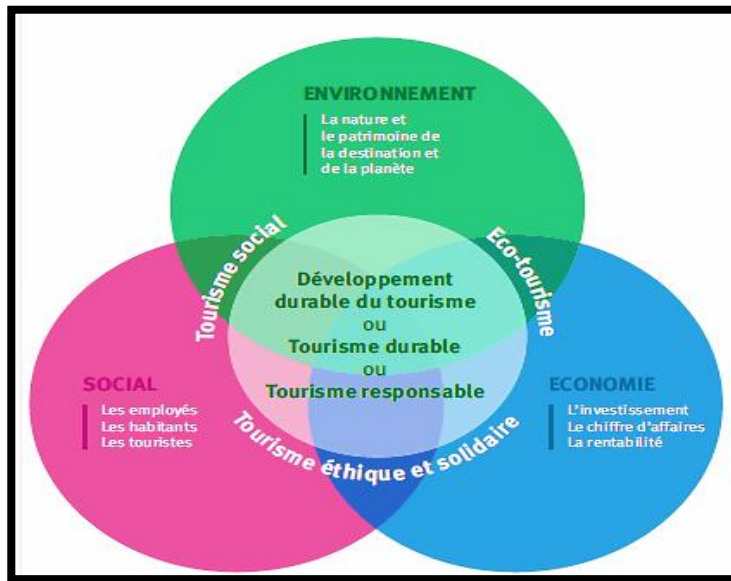 ENVIRONNEMENT
La nature et
le patrimoine de
la destination et
de la planète
Tourisme social
Eco-tourisme
Développement
durable du tourisme
ou
Tourisme durable
ou
Tourisme responsable
SOCIAL
Les employés
Les habitants
Les touristes
ECONOMIE
L'investissement
Le chiffre d'affaires
La rentabilité
Tourisme éthique et solidaire